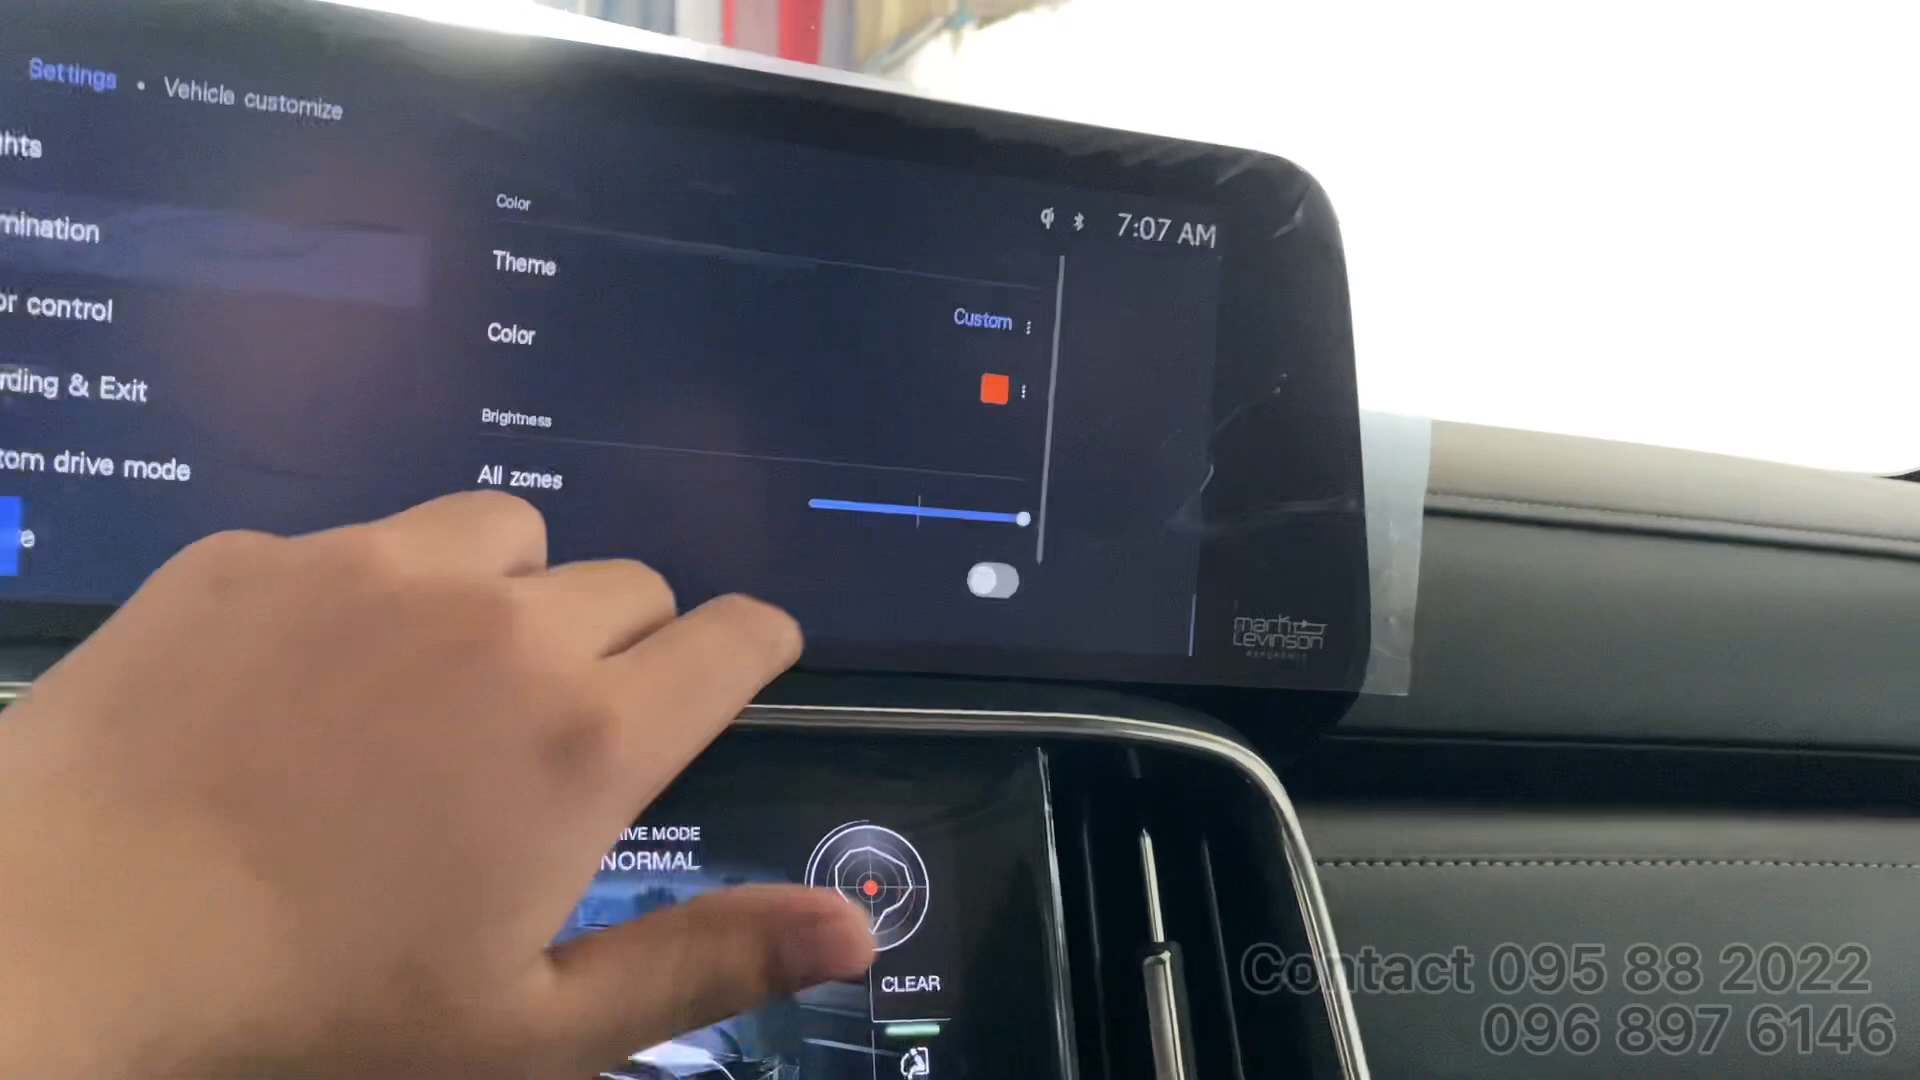 Settings • Vehicle customize
hts
mination
or control
rding & Exit
tom drive mode
e
Color
Theme
Custom
Color
Brightness
All zones
7:07 AM
mark
Levinson
IVE MODE
NORMAL
CLEAR
Contact 095 88 2022
096 897 6146